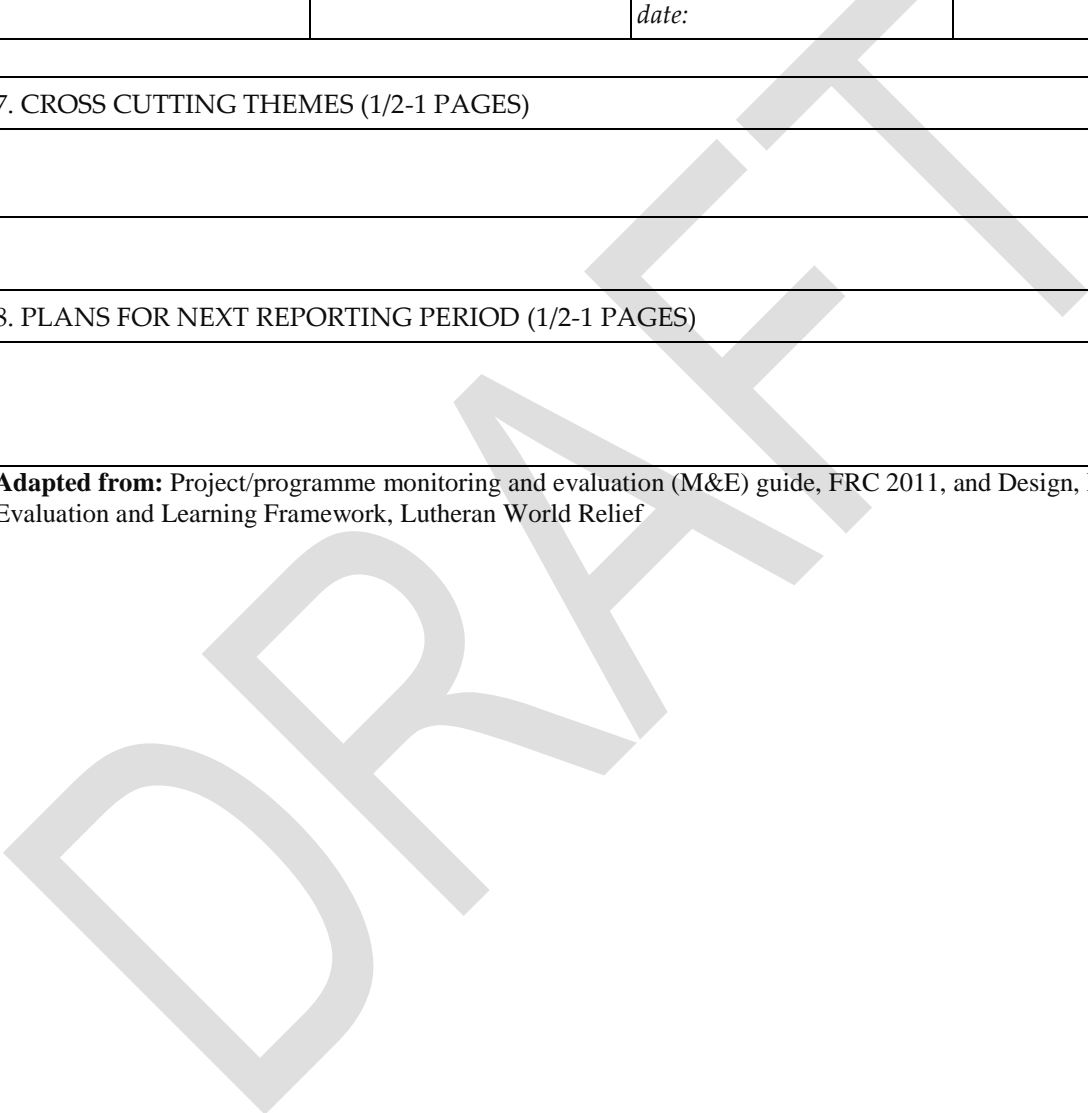 date:
7. CROSS CUTTING THEMES (1/2-1 PAGES)
8. PLANS FOR NEXT REPORTING PERIOD (1/2-1 PAGES)
Adapted from: Project/programme monitoring and evaluation (M&E) guide, FRC 2011, and Design,
Evaluation and Learning Framework, Lutheran World Relief
DRAFT